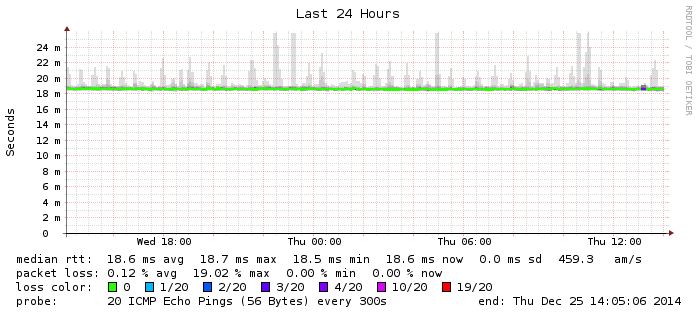 Last 24 Hours
RRDTOOL / TOBI OETIKER
Seconds
24 m
22 m
20 m
18 m
16 m
14 m
12 m
10 m
8 m
6 m
4 m
2 m
0
Wed 18:00 Thu 00:00 Thu 06:00 Thu 12:00
median rtt: 18.6 ms avg 18.7 ms max 18.5 ms min 18.6 ms now 0.0 ms sd 459.3 am/s
packet loss: 0.12 % avg 19.02 % max 0.00 % min 0.00 % now
loss color: 0 1/20 2/20 3/20 4/20 10/20 19/20
probe: 20 ICMP Echo Pings (56 Bytes) every 300s end: Thu Dec 25 14:05:06 2014